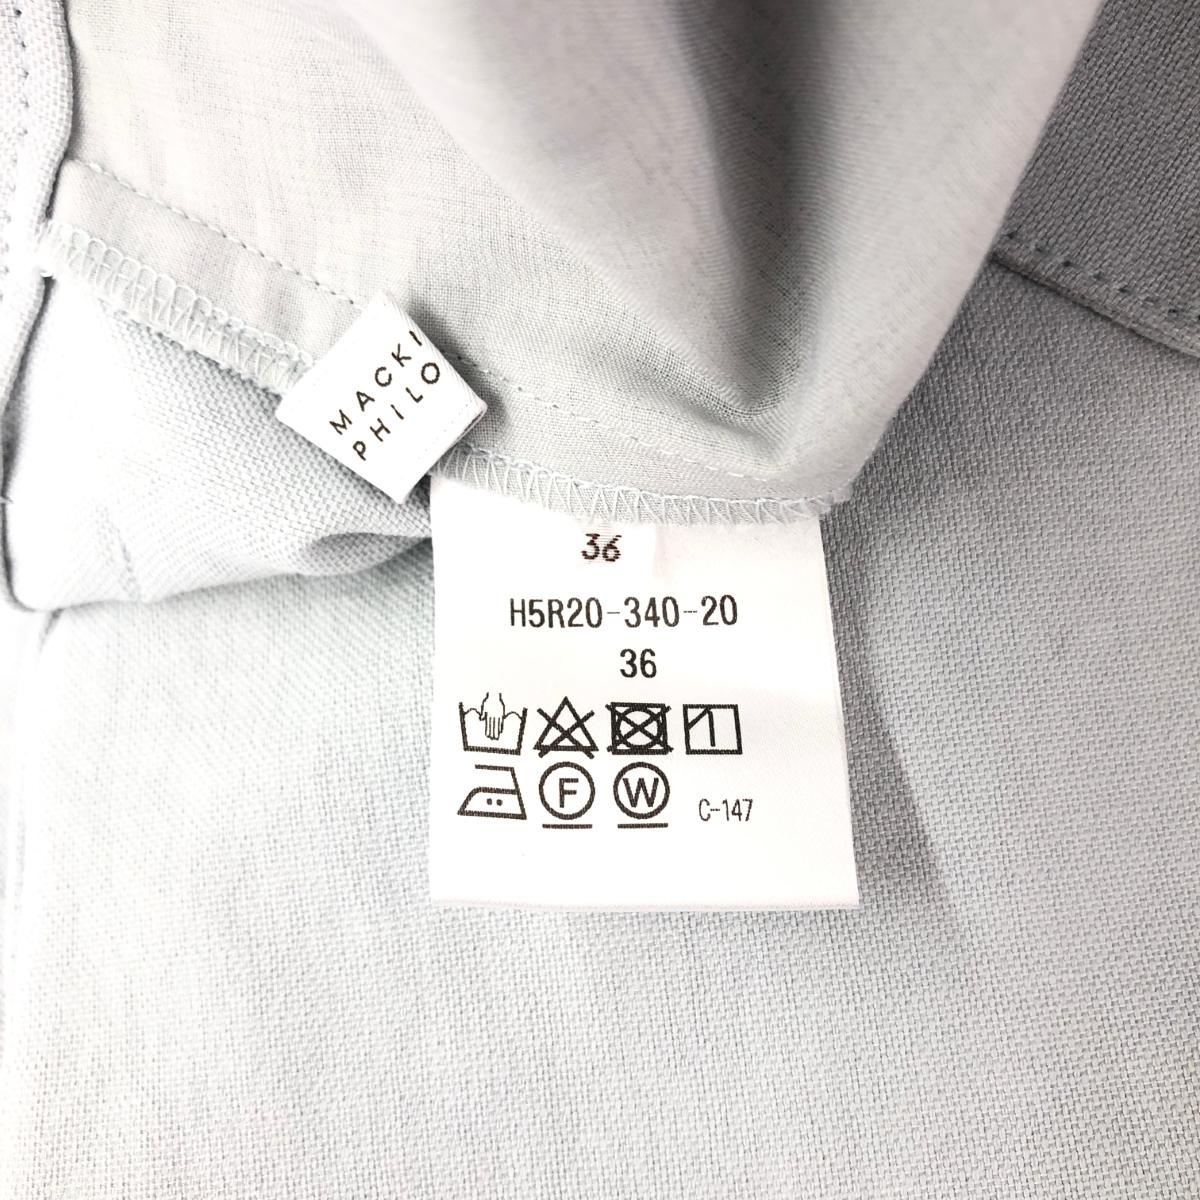 MACKI
PHILO
36
H5R20-340-20
36
F
W
C-147